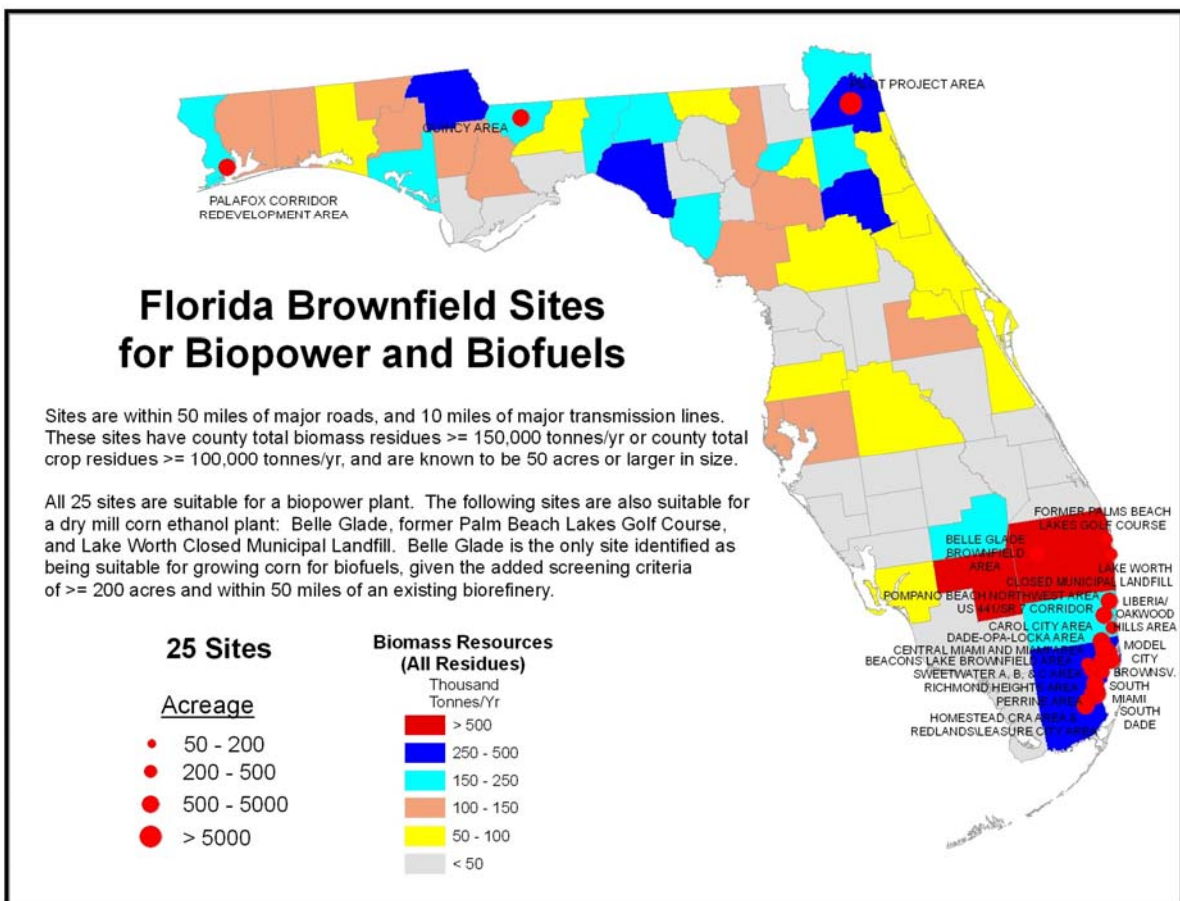 PILOT PROJECT AREA
QUINCY AREA
PALAFOX CORRIDOR
REDEVELOPMENT AREA
Florida Brownfield Sites
for Biopower and Biofuels
Sites are within 50 miles of major roads, and 10 miles of major transmission lines.
These sites have county total biomass residues >= 150,000 tonnes/yr or county total
crop residues >= 100,000 tonnes/yr, and are known to be 50 acres or larger in size.
All 25 sites are suitable for a biopower plant. The following sites are also suitable for
a dry mill corn ethanol plant: Belle Glade, former Palm Beach Lakes Golf Course,
and Lake Worth Closed Municipal Landfill. Belle Glade is the only site identified as
being suitable for growing corn for biofuels, given the added screening criteria
of >= 200 acres and within 50 miles of an existing biorefinery.
FORMER PALMS BEACH
LAKES GOLF COURSE
BELLE GLADE
BROWNFIELD
AREA
LAKE WORTH
CLOSED MUNICIPAL LANDFILL
POMPANO BEACH NORTHWEST AREA
US 441/SR 7 CORRIDOR
LIBERIA/
OAKWOOD
HILLS AREA
CAROL CITY AREA
DADE-OPA-LOCKA AREA
CENTRAL MIAMI AND MIAMI AREA
BEACONS LAKE BROWNFIELD AREA
SWEETWATER A, B, & C AREA
RICHMOND HEIGHTS AREA
PERRINE AREA
HOMESTEAD CRA AREA &
REDLANDS\LEASURE CITY AREA
MODEL
CITY
BROWNSV.
SOUTH
MIAMI
SOUTH
DADE
25 Sites
Acreage
50 - 200
200 - 500
500 - 5000
> 5000
Biomass Resources
(All Residues)
Thousand
Tonnes/Yr
> 500
250 - 500
150 - 250
100 - 150
50 - 100
< 50